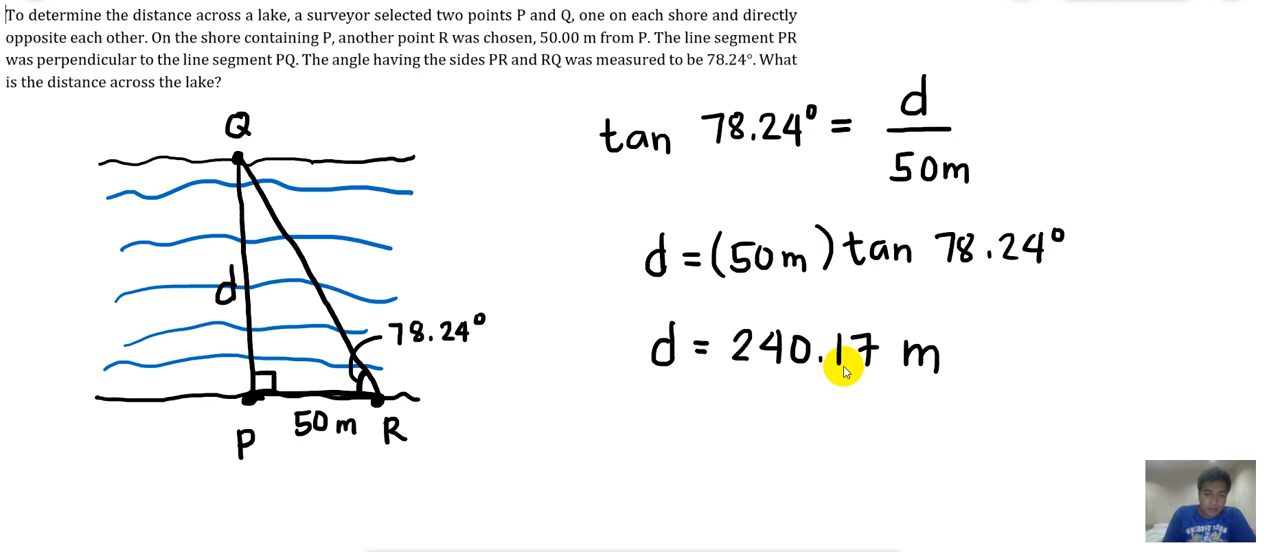 To determine the distance across a lake, a surveyor selected two points P and Q, one on each shore and directly
opposite each other. On the shore containing P, another point R was chosen, 50.00 m from P. The line segment PR
was perpendicular to the line segment PQ. The angle having the sides PR and RQ was measured to be 78.24°. What
is the distance across the lake?
Q
d
78.24°
P
50 m
R
tan 78.24° = d / 50m
d = (50m) tan 78.24°
d = 240.17 m